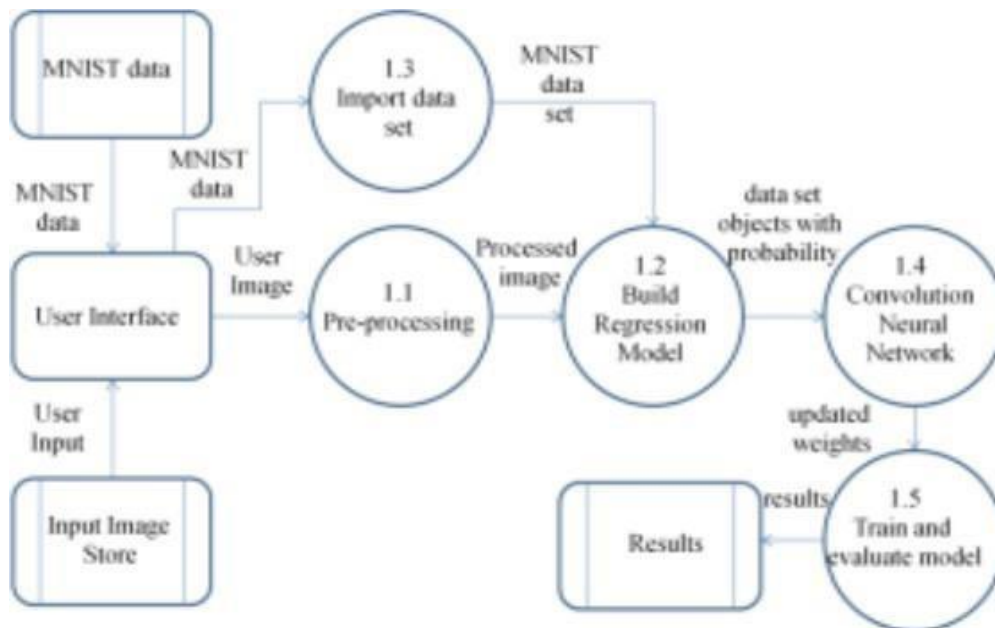 MNIST data
1.3
Import data
set
MNIST
data
set
MNIST
data
MNIST
data
User Interface
User
Image
1.1
Pre-processing
Processed
image
1.2
Build
Regression
Model
data set
objects with
probability
1.4
Convolution
Neural
Network
User
Input
updated
weights
Input Image
Store
Results
results
1.5
Train and
evaluate model